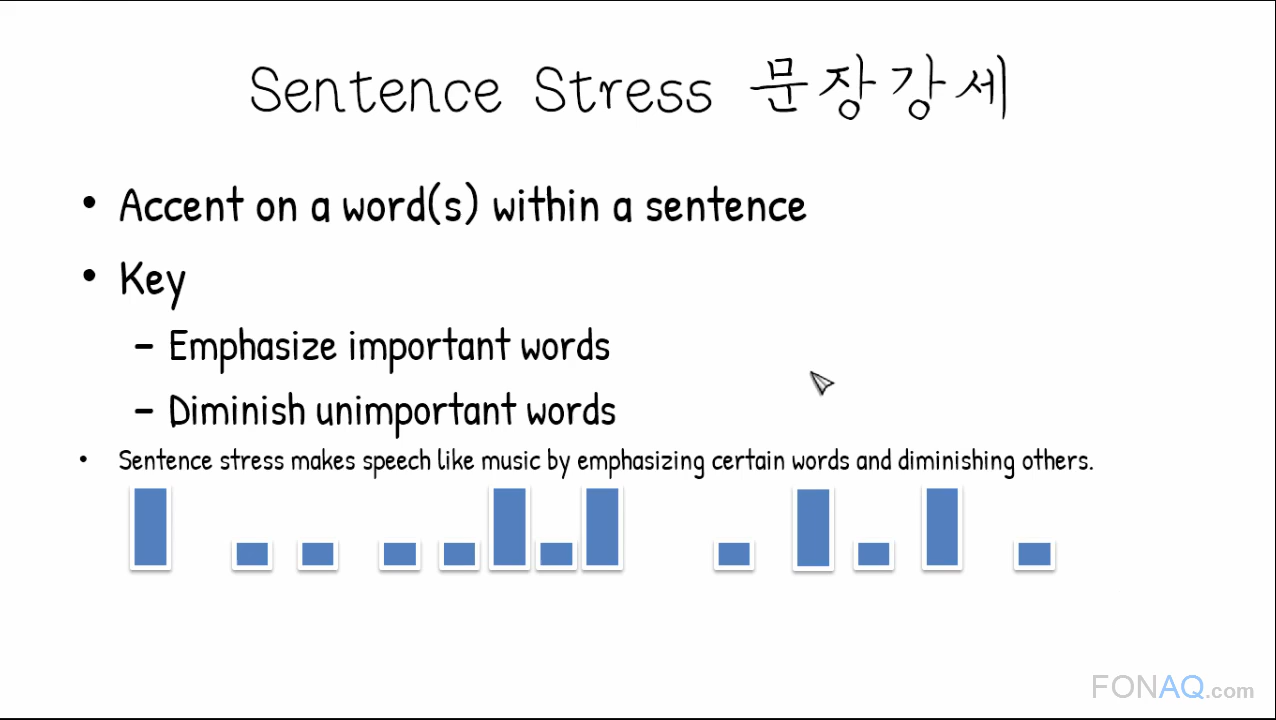 Sentence Stress 문장강세
• Accent on a word(s) within a sentence
• Key
– Emphasize important words
– Diminish unimportant words
• Sentence stress makes speech like music by emphasizing certain words and diminishing others.
FONAQ.com